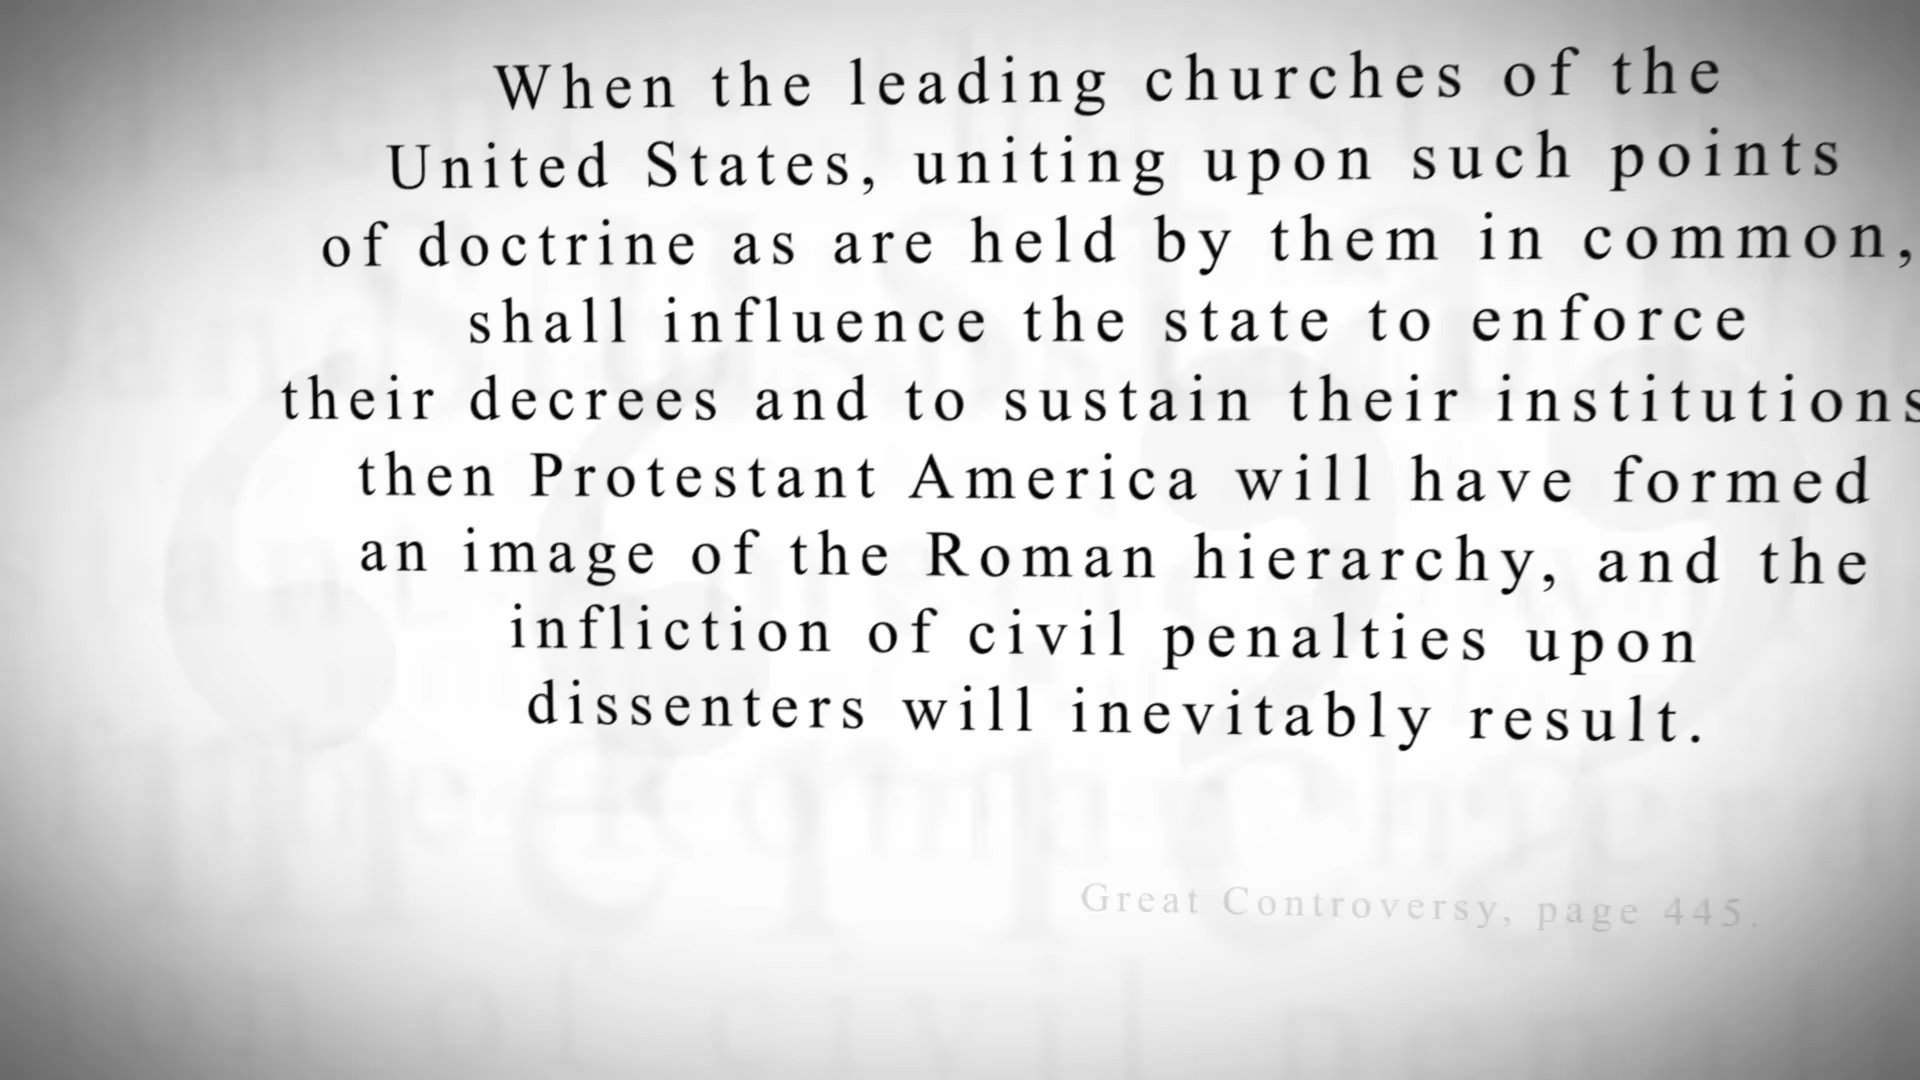 When the leading churches of the
United States, uniting upon such points
of doctrine as are held by them in common,
shall influence the state to enforce
their decrees and to sustain their institutions
then Protestant America will have formed
an image of the Roman hierarchy, and the
infliction of civil penalties upon
dissenters will inevitably result.
Great Controversy, page 445.